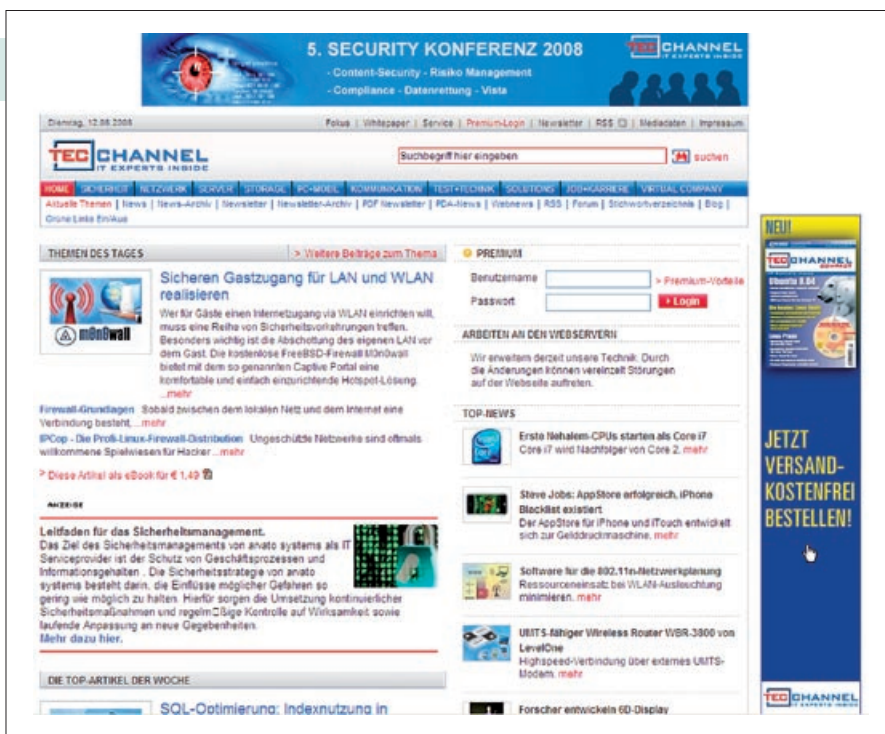 5. SECURITY KONFERENZ 2008
TECCHANNEL
IT EXPERTS INSIDE
- Content-Security - Risiko Management
- Compliance - Datenrettung - Vista
Dienstag, 12.08.2008
Fokus | Whitepaper | Service | Premium-Login | Newsletter | RSS | Mediadaten | Impressum
TECCHANNEL
IT EXPERTS INSIDE
Suchbegriff hier eingeben
suchen
HOME SICHERHEIT NETZWERK SERVER STORAGE PC+MOBIL KOMMUNIKATION TEST+TECHNIK SOLUTIONS JOB+KARRIERE VIRTUAL COMPANY
Aktuelle Themen | News | News-Archiv | Newsletter | Newsletter-Archiv | PDF Newsletter | PDA-News | Webnews | RSS | Forum | Stichwortverzeichnis | Blog |
Grüne Links Ein/Aus
THEMEN DES TAGES
> Weitere Beiträge zum Thema
m0n0wall
Sicheren Gastzugang für LAN und WLAN
realisieren
Wer für Gäste einen Internetzugang via WLAN einrichten will,
muss eine Reihe von Sicherheitsvorkehrungen treffen.
Besonders wichtig ist die Abschottung des eigenen LAN vor
dem Gast. Die kostenlose FreeBSD-Firewall M0n0wall
bietet mit dem so genannten Captive Portal eine
komfortable und einfach einzurichtende Hotspot-Lösung.
...mehr
Firewall-Grundlagen Sobald zwischen dem lokalen Netz und dem Internet eine
Verbindung besteht,...mehr
IPCop - Die Profi-Linux-Firewall-Distribution Ungeschützte Netzwerke sind oftmals
willkommene Spielwiesen für Hacker ...mehr
> Diese Artikel als eBook für € 1,49
ANZEIGE
Leitfaden für das Sicherheitsmanagement.
Das Ziel des Sicherheitsmanagements von arvato systems als IT
Serviceprovider ist der Schutz von Geschäftsprozessen und
Informationsgehalten . Die Sicherheitsstrategie von arvato
systems besteht darin, die Einflüsse möglicher Gefahren so
gering wie möglich zu halten. Hierfür sorgen die Umsetzung kontinuierlicher
Sicherheitsmaßnahmen und regelm□ßige Kontrolle auf Wirksamkeit sowie
laufende Anpassung an neue Gegebenheiten.
Mehr dazu hier.
DIE TOP-ARTIKEL DER WOCHE
SQL-Optimierung: Indexnutzung in
PREMIUM
Benutzername
> Premium-Vorteile
Passwort
Login
ARBEITEN AN DEN WEBSERVERN
Wir erweitern derzeit unsere Technik. Durch
die Änderungen können vereinzelt Störungen
auf der Webseite auftreten.
TOP-NEWS
Erste Nehalem-CPUs starten als Core i7
Core i7 wird Nachfolger von Core 2. mehr
Steve Jobs: AppStore erfolgreich, iPhone
Blacklist existiert
Der AppStore für iPhone und iTouch entwickelt
sich zur Gelddruckmaschine. mehr
Software für die 802.11n-Netzwerkplanung
Ressourceneinsatz bei WLAN-Ausleuchtung
minimieren. mehr
UMTS-fähiger Wireless Router WBR-3800 von
LevelOne
Highspeed-Verbindung über externes UMTS-
Modem. mehr
Forscher entwickeln 6D-Display
NEU!
TECCHANNEL
COMPACT
Ubuntu 8.04
JETZT
VERSAND-
KOSTENFREI
BESTELLEN!
TECCHANNEL
IT EXPERTS INSIDE